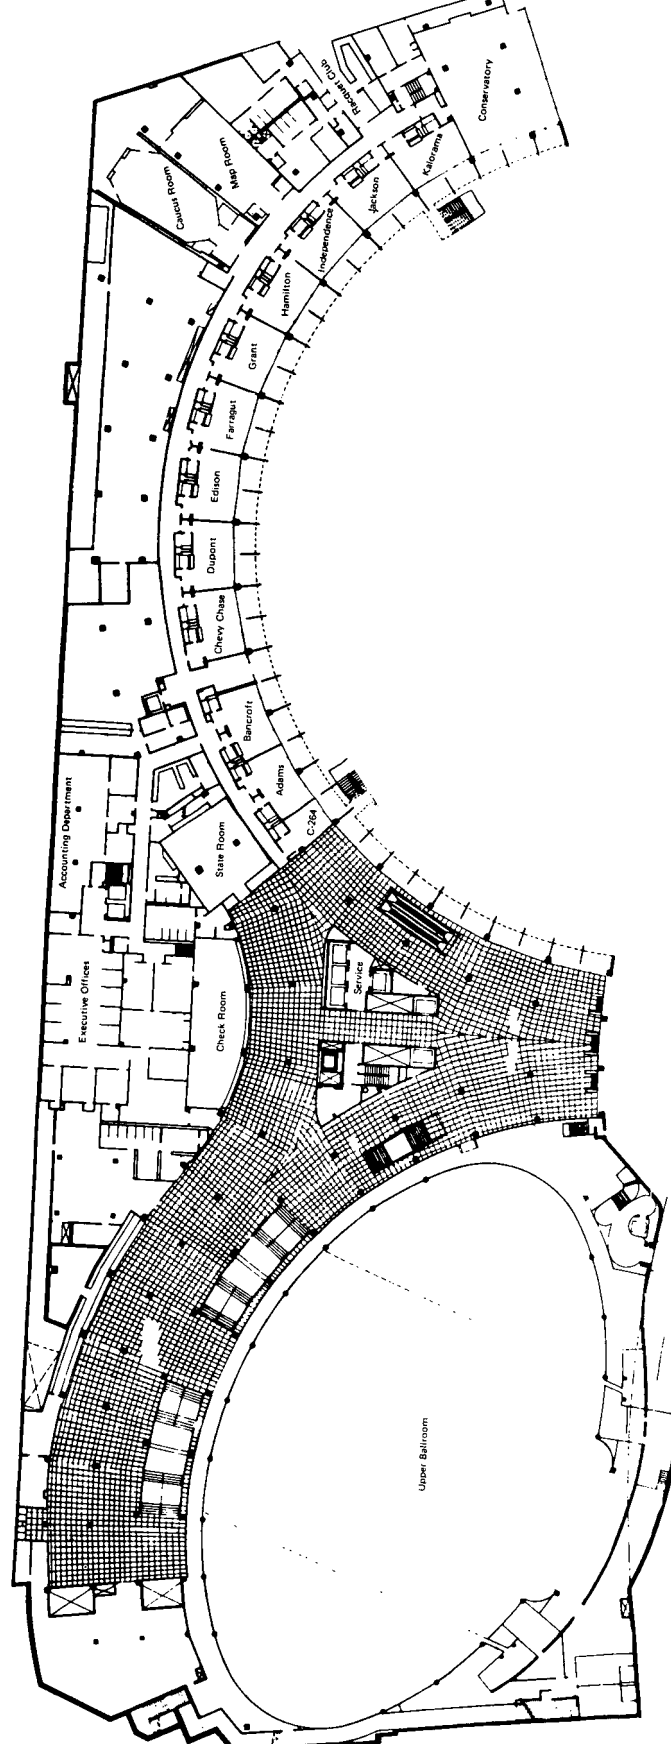 Racquet Club
Conservatory
Kalorama
Map Room
Caucus Room
Jackson
Independence
Hamilton
Grant
Farragut
Edison
Dupont
Chevy Chase
Bancroft
Adams
C-264
Accounting Department
State Room
Executive Offices
Check Room
Service
Upper Ballroom